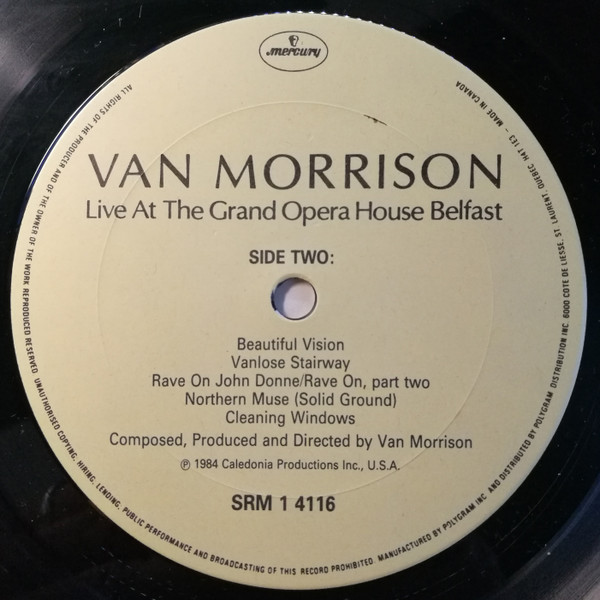 mercury
VAN MORRISON
Live At The Grand Opera House Belfast
SIDE TWO:
Beautiful Vision
Vanlose Stairway
Rave On John Donne/Rave On, part two
Northern Muse (Solid Ground)
Cleaning Windows
Composed, Produced and Directed by Van Morrison
℗ 1984 Caledonia Productions Inc., U.S.A.
SRM 1 4116
ALL RIGHTS OF THE PRODUCER AND OF THE OWNER OF THE WORK REPRODUCED RESERVED. UNAUTHORISED COPYING, HIRING, LENDING, PUBLIC PERFORMANCE AND BROADCASTING OF THIS RECORD PROHIBITED. MANUFACTURED BY POLYGRAM INC. AND DISTRIBUTED BY POLYGRAM DISTRIBUTION INC. 6000 COTE DE LIESSE, ST. LAURENT, QUEBEC, H4T 1E3 - MADE IN CANADA